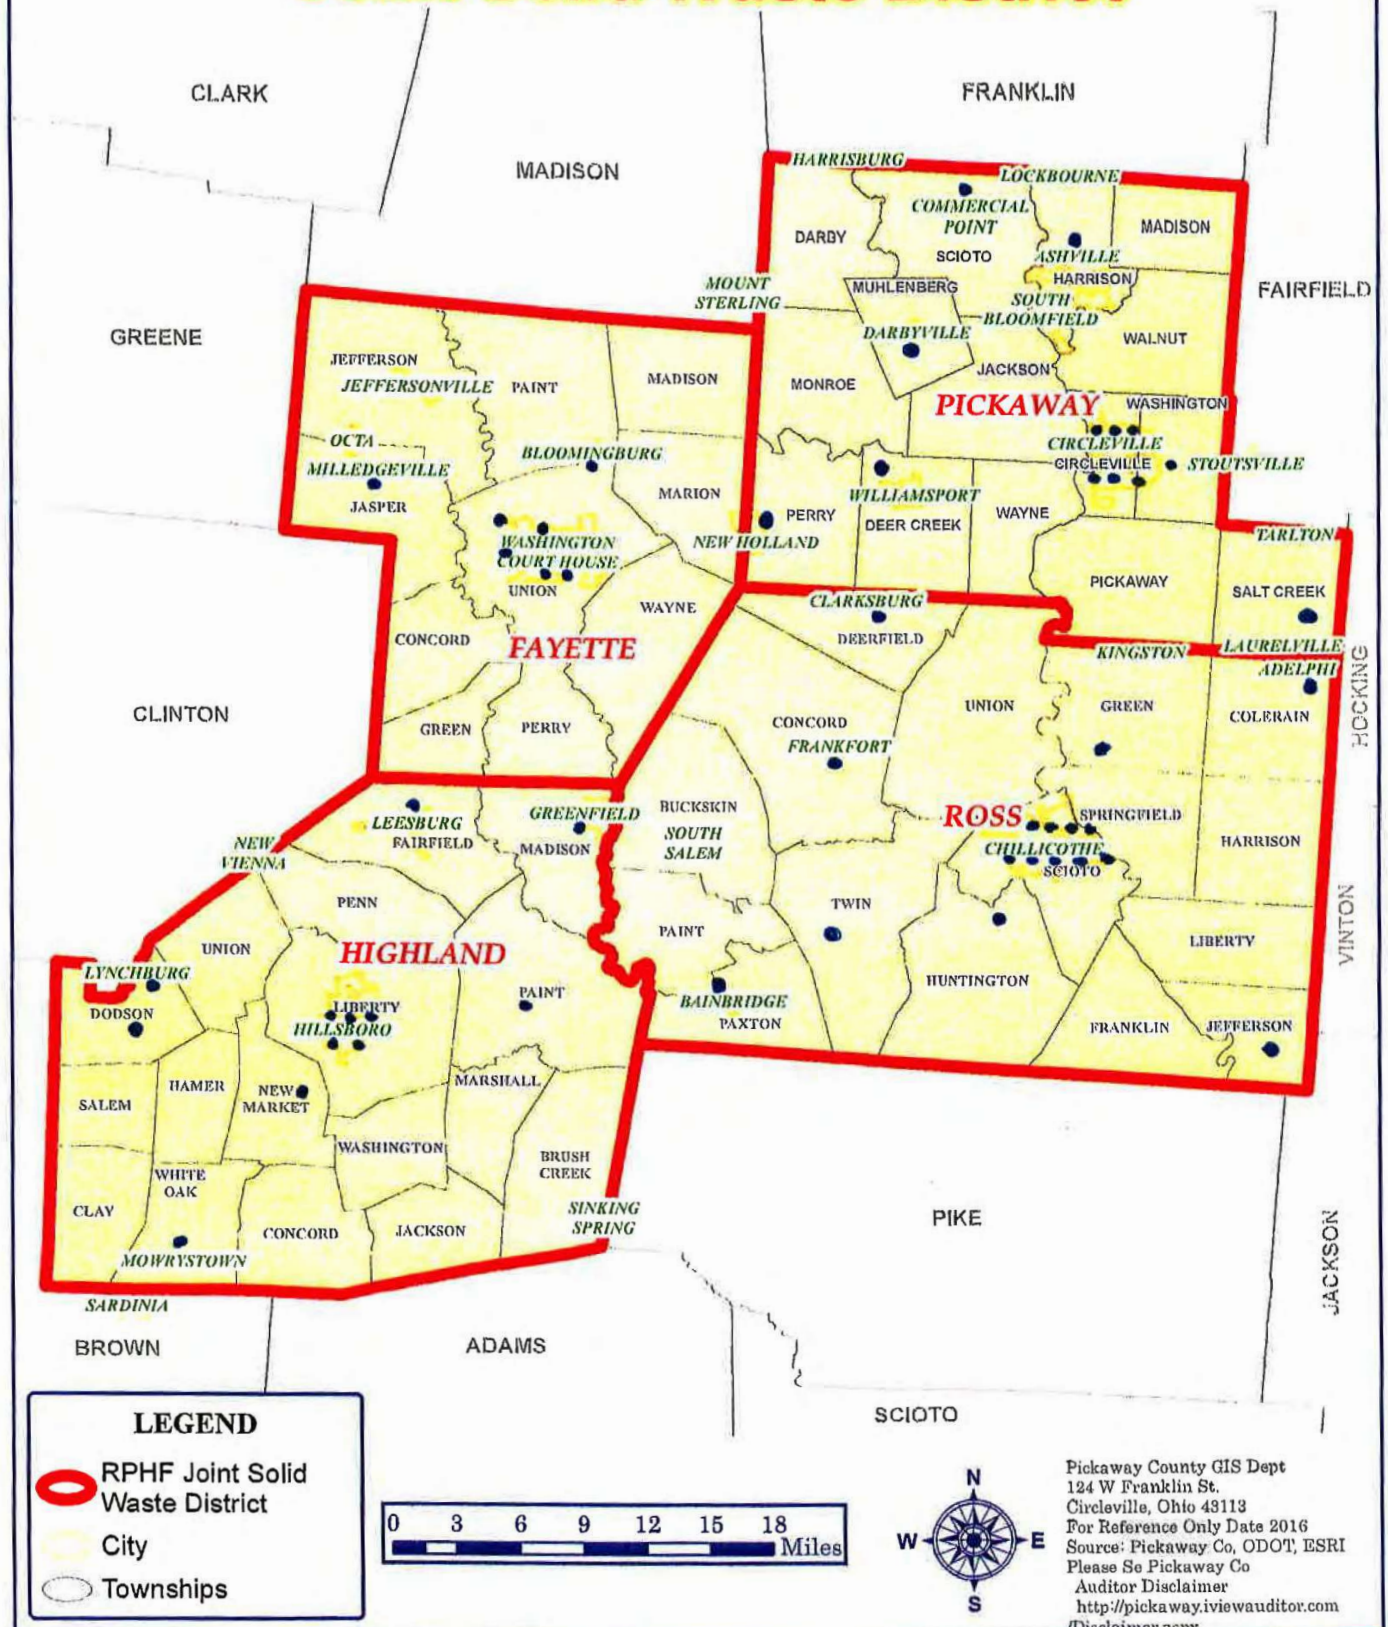 Waste District
CLARK
FRANKLIN
MADISON
HARRISBURG
LOCKBOURNE
COMMERCIAL
POINT
DARBY
MADISON
SCIOTO
ASHVILLE
HARRISON
MUHLENBERG
MOUNT
STERLING
SOUTH
BLOOMFIELD
FAIRFIELD
GREENE
DARBYVILLE
WALNUT
JEFFERSON
JEFFERSONVILLE
PAINT
MADISON
MONROE
JACKSON
PICKAWAY
WASHINGTON
OCTA
MILLEDGEVILLE
BLOOMINGBURG
CIRCLEVILLE
CIRCLEVILLE
STOUTSVILLE
JASPER
MARION
WILLIAMSPORT
PERRY
DEER CREEK
WAYNE
WASHINGTON
COURT HOUSE
NEW HOLLAND
TARLTON
UNION
PICKAWAY
SALT CREEK
WAYNE
CLARKSBURG
DEERFIELD
CONCORD
FAYETTE
KINGSTON
LAURELVILLE
ADELPHI
HOCKING
CLINTON
GREEN
PERRY
CONCORD
FRANKFORT
UNION
GREEN
COLERAIN
BUCKSKIN
ROSS
SPRINGFIELD
GREENFIELD
LEESBURG
FAIRFIELD
MADISON
SOUTH
SALEM
CHILLICOTHE
SCIOTO
HARRISON
NEW
VIENNA
PENN
TWIN
VINTON
UNION
HIGHLAND
PAINT
LIBERTY
LYNCHBURG
DODSON
LIBERTY
HILLSBORO
PAINT
BAINBRIDGE
PAXTON
HUNTINGTON
FRANKLIN
JEFFERSON
HAMER
NEW
MARKET
MARSHALL
SALEM
WASHINGTON
BRUSH
CREEK
WHITE
OAK
CLAY
CONCORD
JACKSON
SINKING
SPRING
PIKE
JACKSON
MOWRYSTOWN
SARDINIA
BROWN
ADAMS
SCIOTO
LEGEND
RPHF Joint Solid
Waste District
City
Townships
0 3 6 9 12 15 18
Miles
N
W E
S
Pickaway County GIS Dept
124 W Franklin St.
Circleville, Ohio 43113
For Reference Only Date 2016
Source: Pickaway Co, ODOT, ESRI
Please Se Pickaway Co
Auditor Disclaimer
http://pickaway.iviewauditor.com